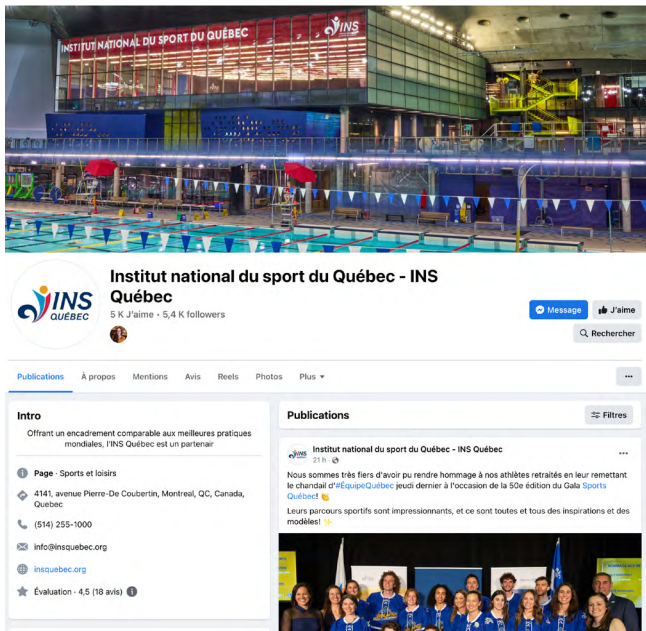 INSTITUT NATIONAL DU SPORT DU QUÉBEC
INS
INS
QUÉBEC
Institut national du sport du Québec - INS
Québec
5 K J’aime · 5,4 K followers
Message
J’aime
Rechercher
Publications
À propos
Mentions
Avis
Reels
Photos
Plus
Intro
Offrant un encadrement comparable aux meilleures pratiques
mondiales, l’INS Québec est un partenair
Page · Sports et loisirs
4141, avenue Pierre-De Coubertin, Montreal, QC, Canada,
Quebec
(514) 255-1000
info@insquebec.org
insquebec.org
Évaluation · 4,5 (18 avis)
Publications
Filtres
INS
Institut national du sport du Québec - INS Québec
21 h ·
Nous sommes très fiers d’avoir pu rendre hommage à nos athlètes retraités en leur remettant
le chandail d’#ÉquipeQuébec jeudi dernier à l’occasion de la 50e édition du Gala Sports
Québec! 👏
Leurs parcours sportifs sont impressionnants, et ce sont toutes et tous des inspirations et des
modèles! ✨